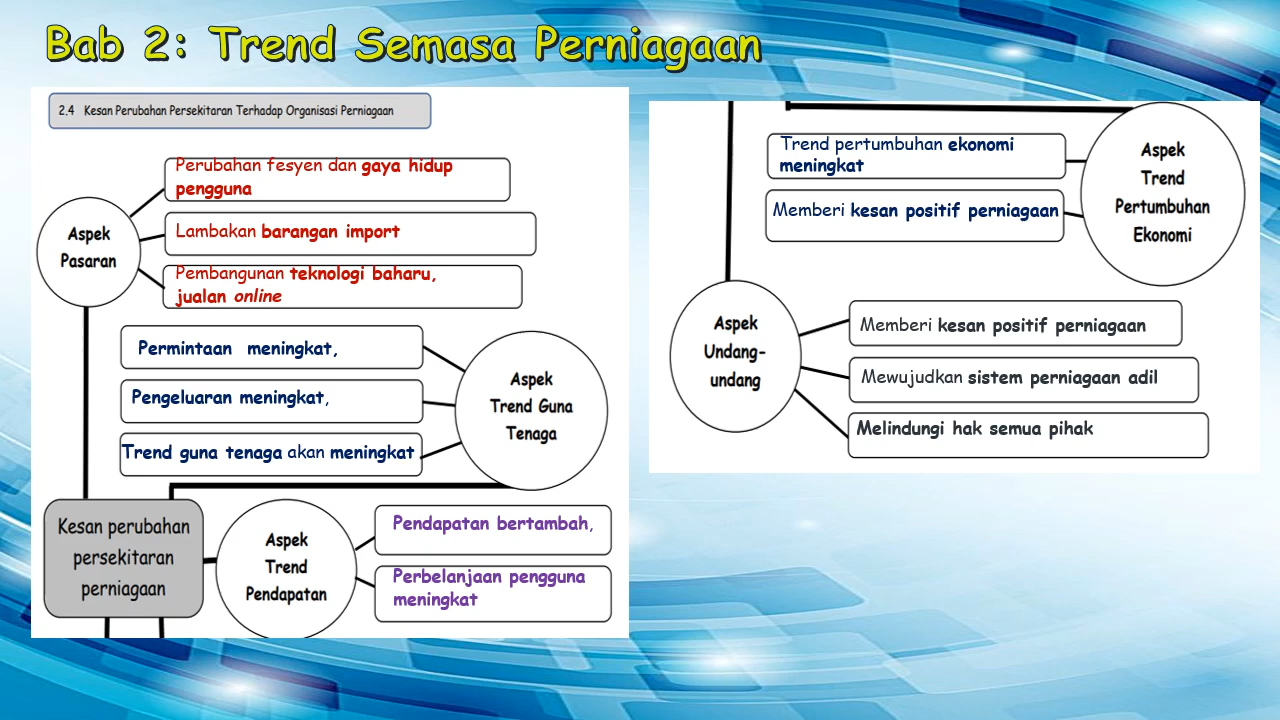 Bab 2: Trend Semasa Perniagaan
2.4 Kesan Perubahan Persekitaran Terhadap Organisasi Perniagaan
Perubahan fesyen dan gaya hidup
pengguna
Aspek
Pasaran
Lambakan barangan import
Pembangunan teknologi baharu,
jualan online
Permintaan meningkat,
Pengeluaran meningkat,
Trend guna tenaga akan meningkat
Aspek
Trend Guna
Tenaga
Kesan perubahan
persekitaran
perniagaan
Aspek
Trend
Pendapatan
Pendapatan bertambah,
Perbelanjaan pengguna
meningkat
Trend pertumbuhan ekonomi
meningkat
Memberi kesan positif perniagaan
Aspek
Trend
Pertumbuhan
Ekonomi
Aspek
Undang-
undang
Memberi kesan positif perniagaan
Mewujudkan sistem perniagaan adil
Melindungi hak semua pihak